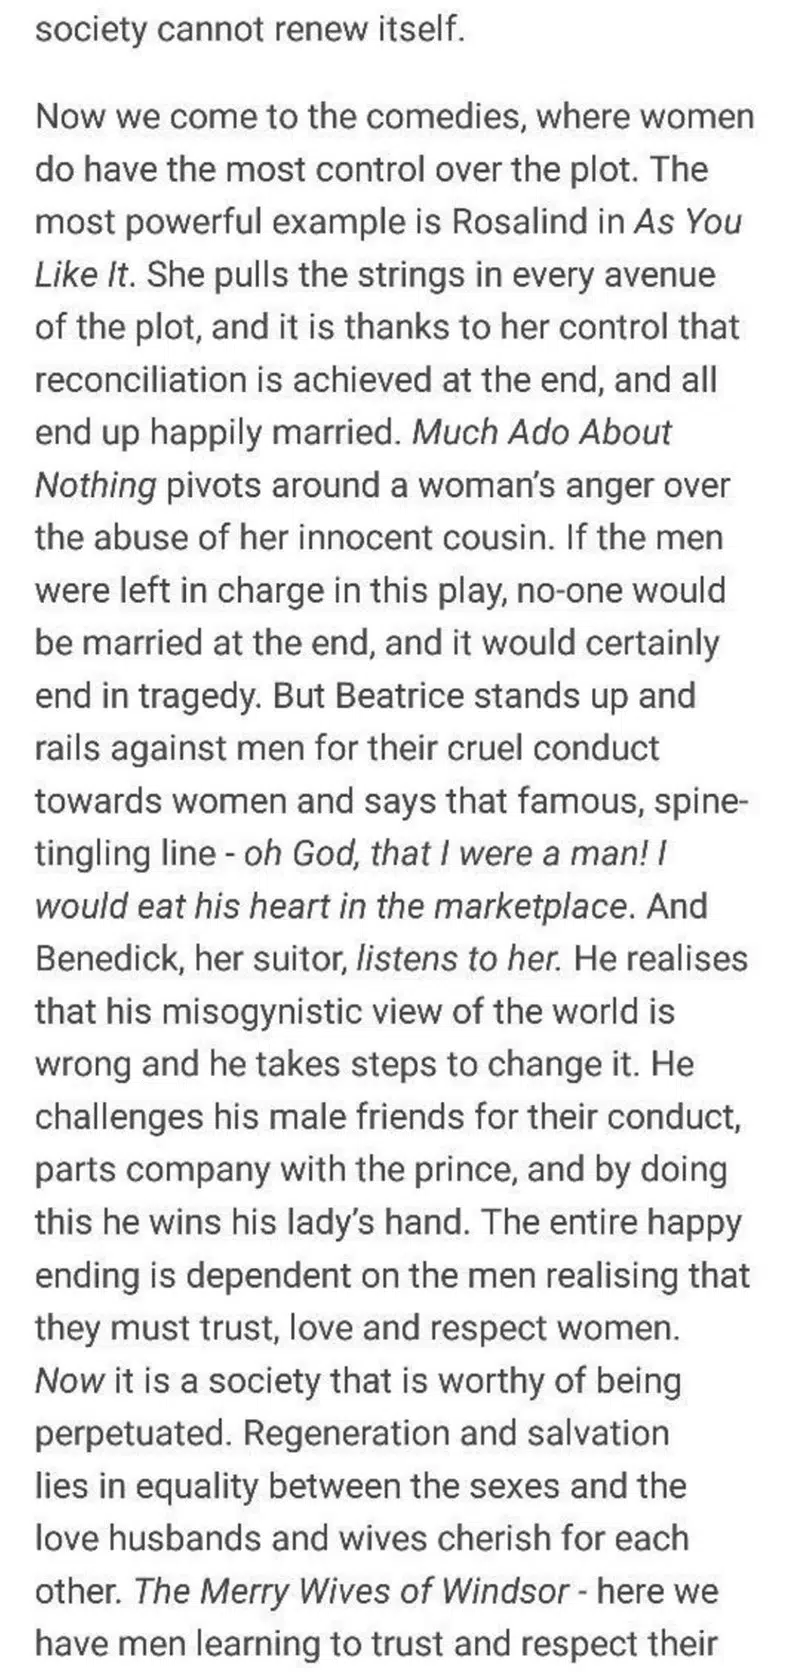 society cannot renew itself.
Now we come to the comedies, where women
do have the most control over the plot. The
most powerful example is Rosalind in As You
Like It. She pulls the strings in every avenue
of the plot, and it is thanks to her control that
reconciliation is achieved at the end, and all
end up happily married. Much Ado About
Nothing pivots around a woman's anger over
the abuse of her innocent cousin. If the men
were left in charge in this play, no-one would
be married at the end, and it would certainly
end in tragedy. But Beatrice stands up and
rails against men for their cruel conduct
towards women and says that famous, spine-
tingling line - oh God, that I were a man! I
would eat his heart in the marketplace. And
Benedick, her suitor, listens to her. He realises
that his misogynistic view of the world is
wrong and he takes steps to change it. He
challenges his male friends for their conduct,
parts company with the prince, and by doing
this he wins his lady's hand. The entire happy
ending is dependent on the men realising that
they must trust, love and respect women.
Now it is a society that is worthy of being
perpetuated. Regeneration and salvation
lies in equality between the sexes and the
love husbands and wives cherish for each
other. The Merry Wives of Windsor - here we
have men learning to trust and respect their